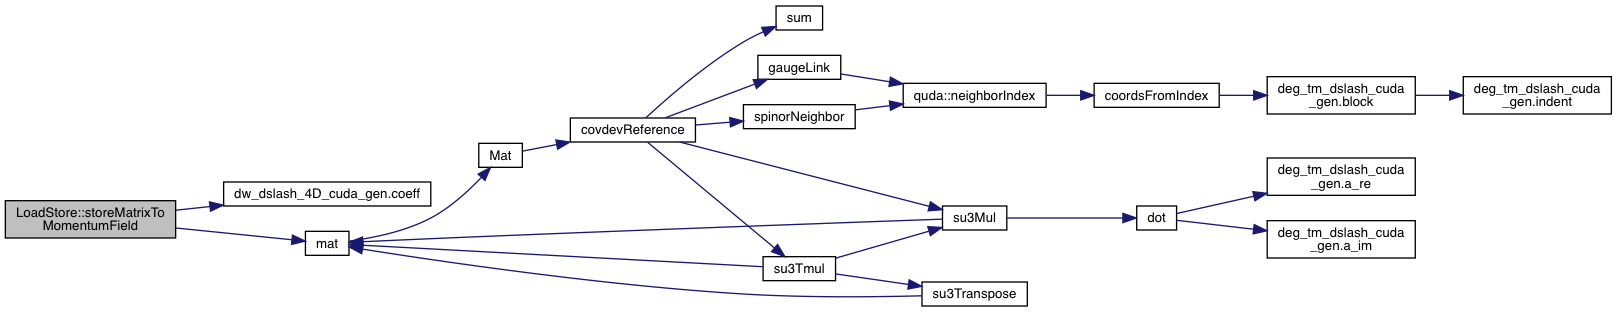 LoadStore::storeMatrixTo
MomentumField
dw_dslash_4D_cuda_gen.coeff
mat
Mat
covdevReference
sum
gaugeLink
spinorNeighbor
quda::neighborIndex
coordsFromIndex
deg_tm_dslash_cuda
_gen.block
deg_tm_dslash_cuda
_gen.indent
su3Mul
su3Tmul
su3Transpose
dot
deg_tm_dslash_cuda
_gen.a_re
deg_tm_dslash_cuda
_gen.a_im